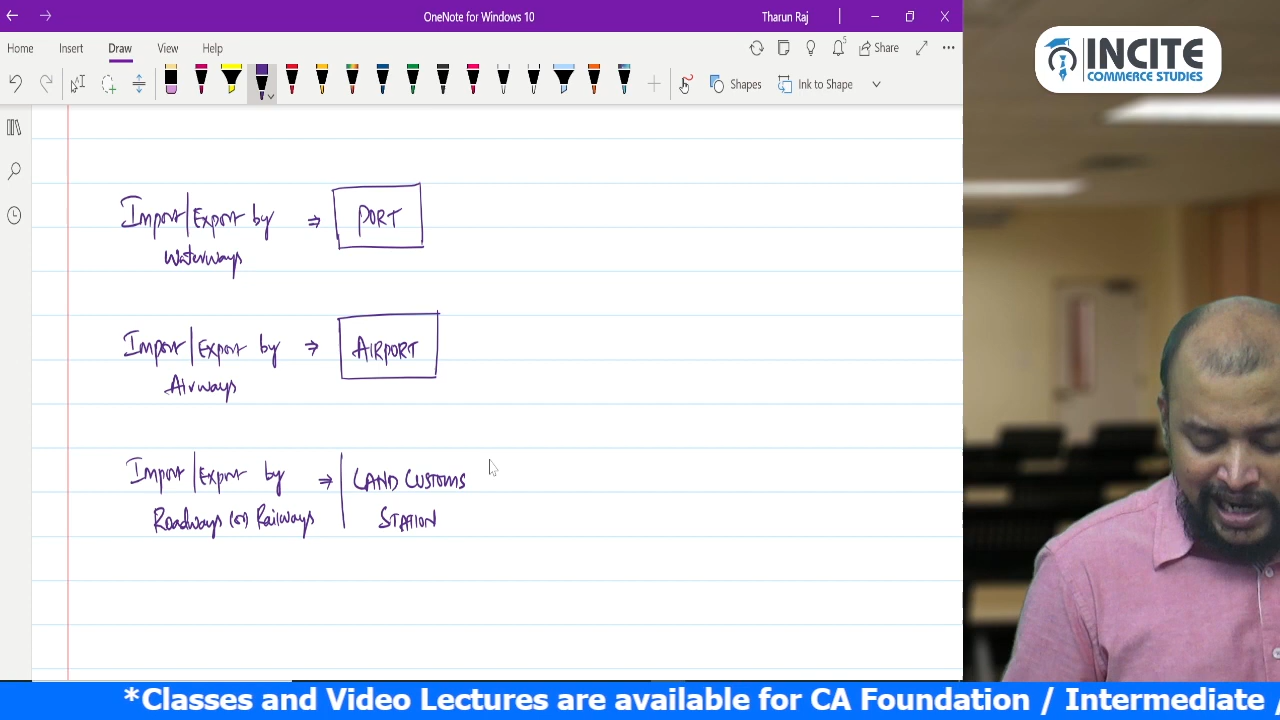 OneNote for Windows 10
Tharun Raj
Home Insert Draw View Help
5
Share
Shapes
Ink to Shape
INCITE
COMMERCE STUDIES
Import|Export by ⇒ PORT
Waterways
Import|Export by ⇒ AIRPORT
Airways
Import|Export by ⇒ LAND CUSTOMS
Roadways (or) Railways STATION
*Classes and Video Lectures are available for CA Foundation / Intermediate /